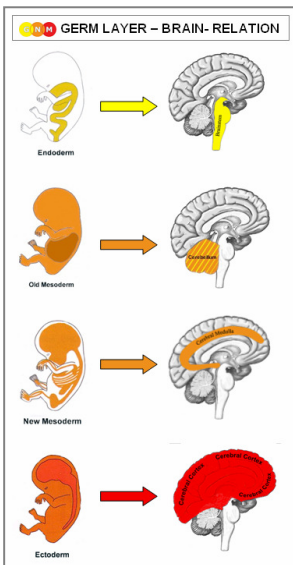 GNM GERM LAYER – BRAIN- RELATION
Endoderm
Brainstem
Old Mesoderm
Cerebellum
New Mesoderm
Cerebral Medulla
Ectoderm
Cerebral Cortex
Cerebral Cortex
Cerebral Cortex